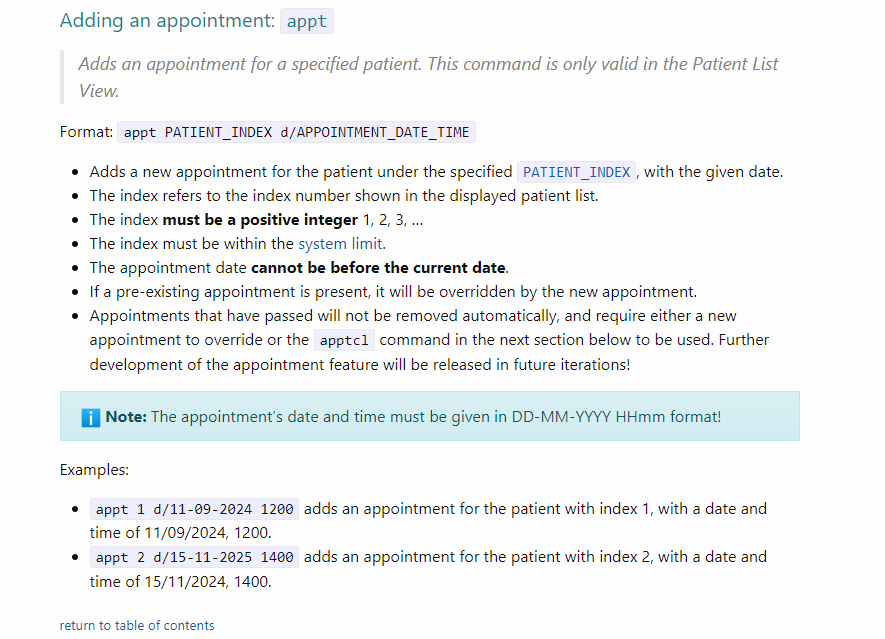 Adding an appointment: appt
Adds an appointment for a specified patient. This command is only valid in the Patient List
View.
Format: appt PATIENT_INDEX d/APPOINTMENT_DATE_TIME
• Adds a new appointment for the patient under the specified PATIENT_INDEX, with the given date.
• The index refers to the index number shown in the displayed patient list.
• The index must be a positive integer 1, 2, 3, …
• The index must be within the system limit.
• The appointment date cannot be before the current date.
• If a pre-existing appointment is present, it will be overridden by the new appointment.
• Appointments that have passed will not be removed automatically, and require either a new
appointment to override or the apptcl command in the next section below to be used. Further
development of the appointment feature will be released in future iterations!
ℹ️ Note: The appointment’s date and time must be given in DD-MM-YYYY HHmm format!
Examples:
• appt 1 d/11-09-2024 1200 adds an appointment for the patient with index 1, with a date and
time of 11/09/2024, 1200.
• appt 2 d/15-11-2025 1400 adds an appointment for the patient with index 2, with a date and
time of 15/11/2024, 1400.
return to table of contents